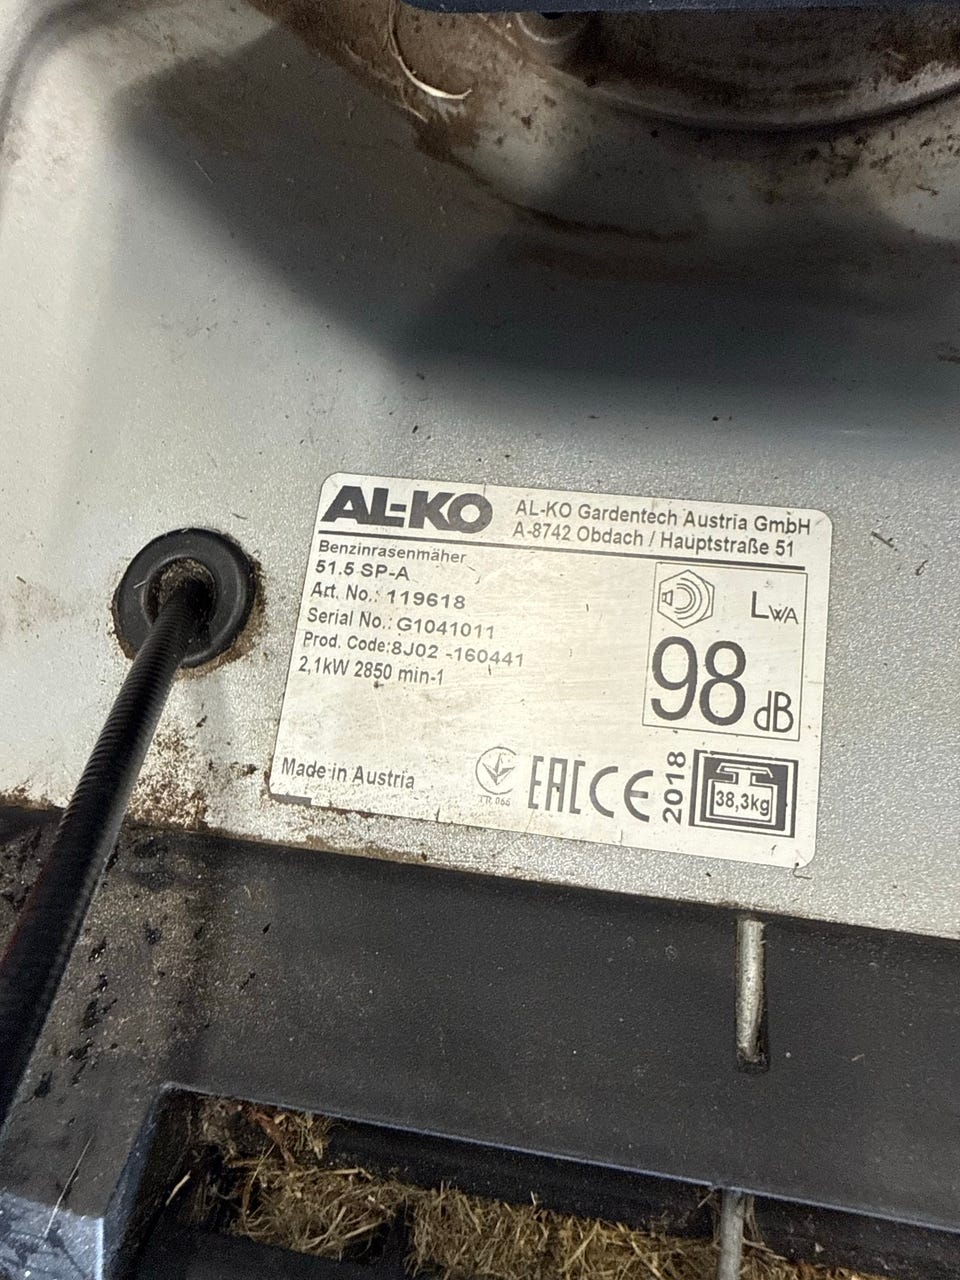 AL-KO
AL-KO Gardentech Austria GmbH
A-8742 Obdach / Hauptstraße 51
Benzinrasenmäher
51.5 SP-A
Art. No.: 119618
Serial No.: G1041011
Prod. Code:8J02 -160441
2,1kW 2850 min-1
LWA
98 dB
Made in Austria
TR 066
EAC CE
2018
38,3kg